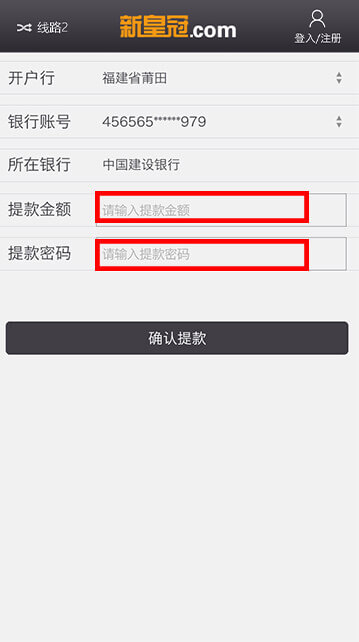 线路2
新皇冠.com
登入/注册
开户行 福建省莆田
银行账号 456565******979
所在银行 中国建设银行
提款金额 请输入提款金额
提款密码 请输入提款密码
确认提款